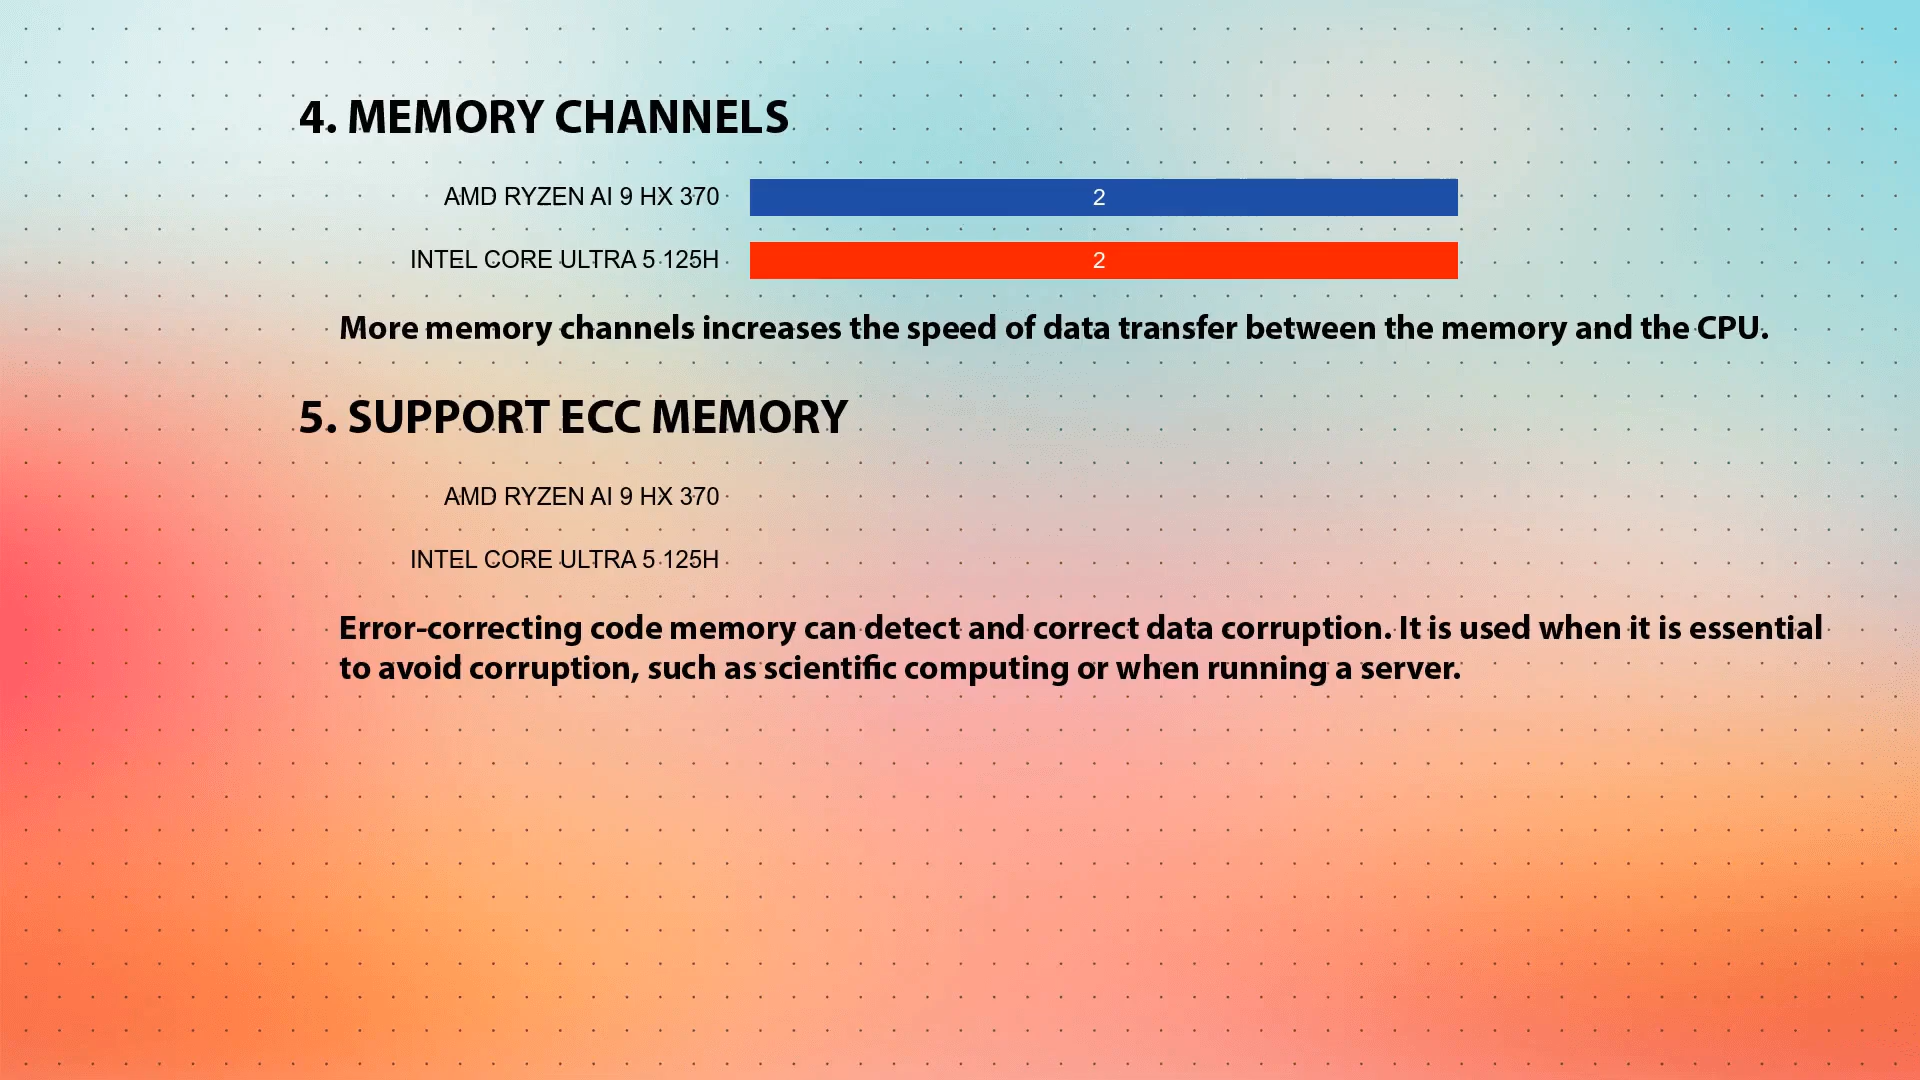 4. MEMORY CHANNELS
AMD RYZEN AI 9 HX 370
2
INTEL CORE ULTRA 5 125H
2
More memory channels increases the speed of data transfer between the memory and the CPU.
5. SUPPORT ECC MEMORY
AMD RYZEN AI 9 HX 370
INTEL CORE ULTRA 5 125H
Error-correcting code memory can detect and correct data corruption. It is used when it is essential
to avoid corruption, such as scientific computing or when running a server.